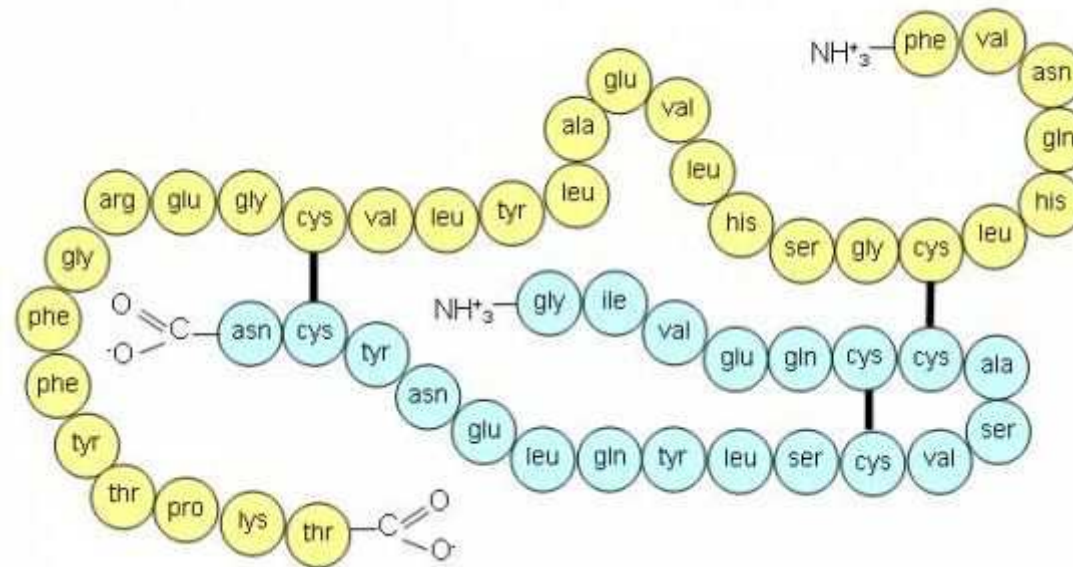 NH⁺₃
phe
val
asn
gln
his
leu
cys
gly
ser
his
leu
val
glu
ala
leu
tyr
leu
val
cys
gly
glu
arg
gly
phe
phe
tyr
thr
pro
lys
thr
C
O
O⁻
NH⁺₃
gly
ile
val
glu
gln
cys
cys
ala
ser
val
cys
ser
leu
tyr
gln
leu
glu
asn
tyr
cys
asn
C
O
⁻O